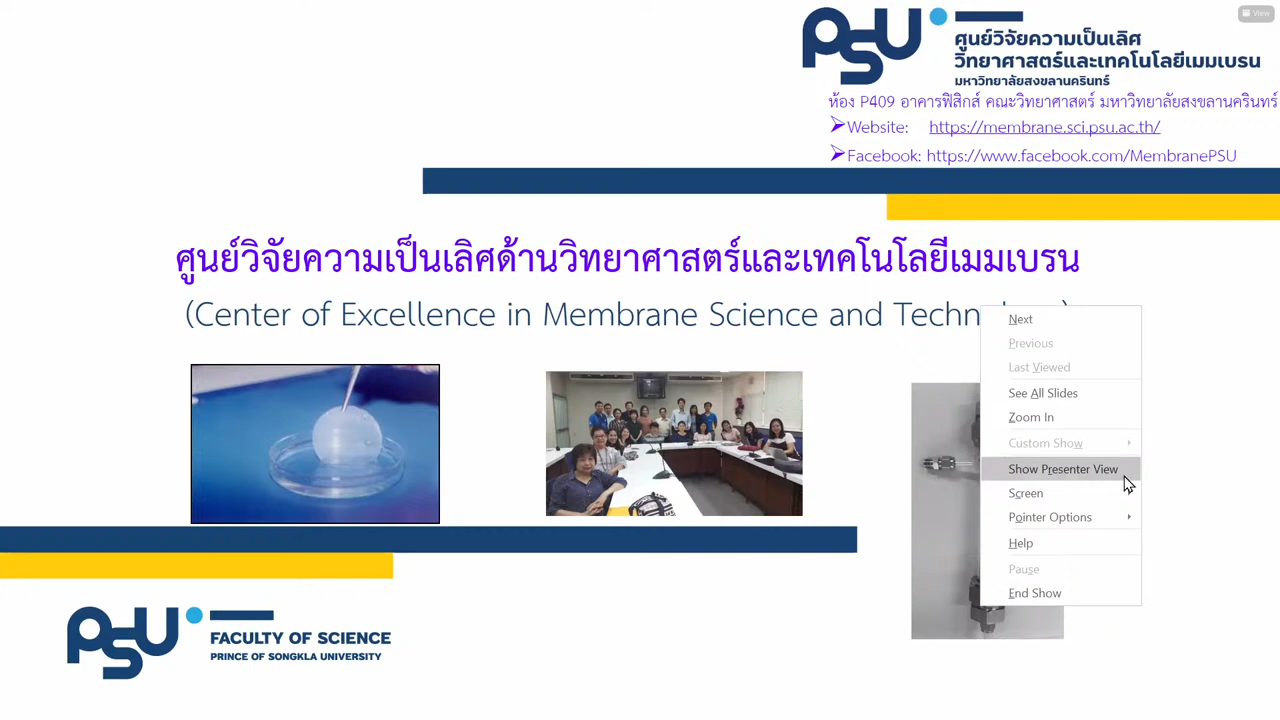 View
PSU
ศูนย์วิจัยความเป็นเลิศ
วิทยาศาสตร์และเทคโนโลยีเมมเบรน
มหาวิทยาลัยสงขลานครินทร์
ห้อง P409 อาคารฟิสิกส์ คณะวิทยาศาสตร์ มหาวิทยาลัยสงขลานครินทร์
➢Website: https://membrane.sci.psu.ac.th/
➢Facebook: https://www.facebook.com/MembranePSU
ศูนย์วิจัยความเป็นเลิศด้านวิทยาศาสตร์และเทคโนโลยีเมมเบรน
(Center of Excellence in Membrane Science and Techn
Next
Previous
Last Viewed
See All Slides
Zoom In
Custom Show
Show Presenter View
Screen
Pointer Options
Help
Pause
End Show
PSU
FACULTY OF SCIENCE
PRINCE OF SONGKLA UNIVERSITY